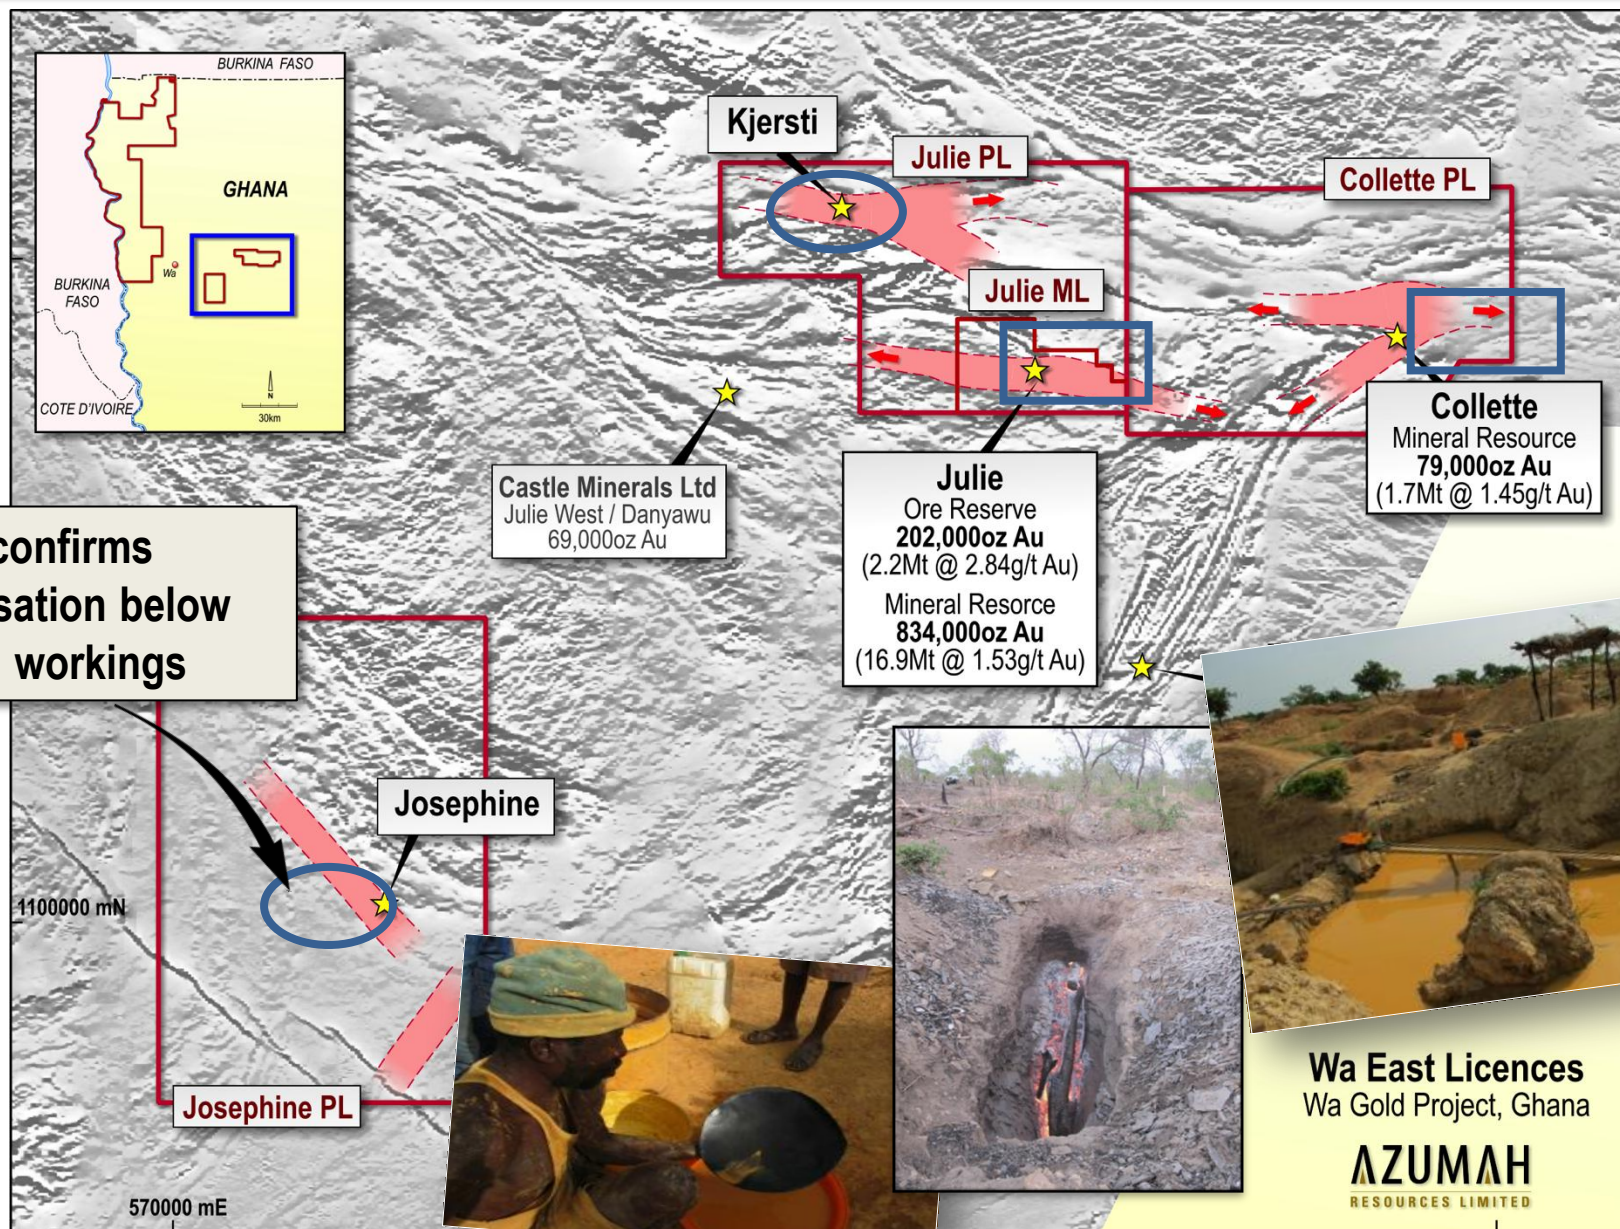 BURKINA FASO
GHANA
Wa
BURKINA
FASO
COTE D'IVOIRE
N
30km
Kjersti
Julie PL
Collette PL
Julie ML
Castle Minerals Ltd
Julie West / Danyawu
69,000oz Au
Julie
Ore Reserve
202,000oz Au
(2.2Mt @ 2.84g/t Au)
Mineral Resorce
834,000oz Au
(16.9Mt @ 1.53g/t Au)
Collette
Mineral Resource
79,000oz Au
(1.7Mt @ 1.45g/t Au)
confirms
sation below
workings
Josephine
1100000 mN
Josephine PL
570000 mE
Wa East Licences
Wa Gold Project, Ghana
AZUMAH
RESOURCES LIMITED